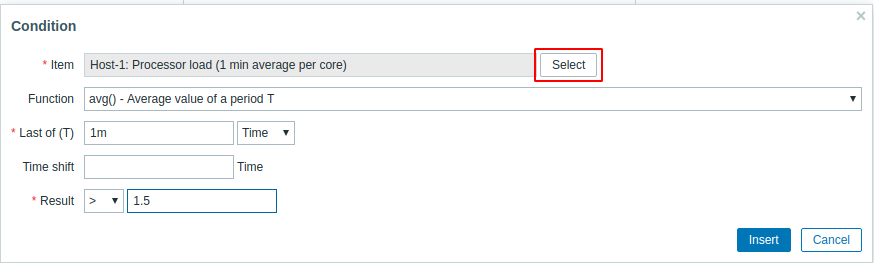 Condition
* Item Host-1: Processor load (1 min average per core) Select
Function avg() - Average value of a period T
* Last of (T) 1m Time
Time shift Time
* Result > 1.5
Insert Cancel